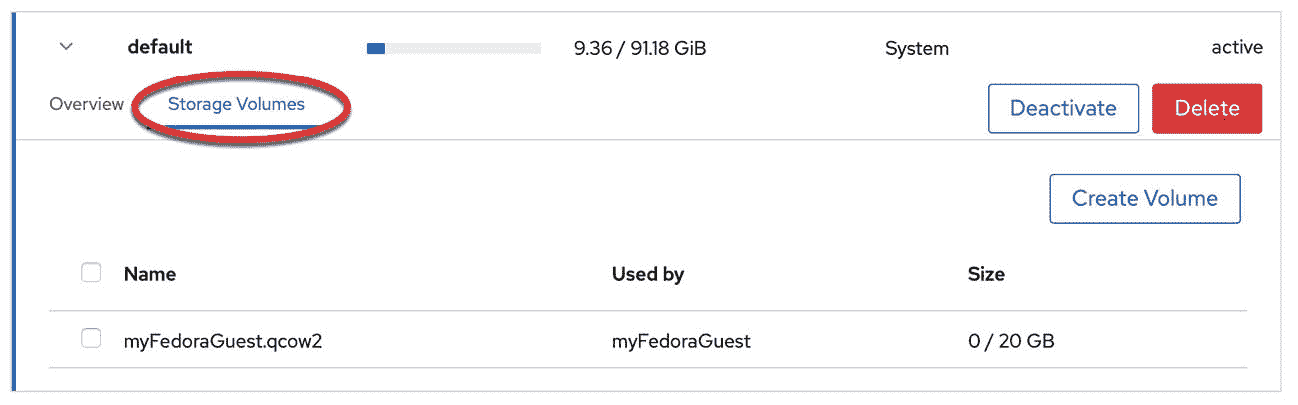 default 9.36 / 91.18 GiB System active
Overview Storage Volumes Deactivate Delete
Create Volume
Name Used by Size
myFedoraGuest.qcow2 myFedoraGuest 0 / 20 GB